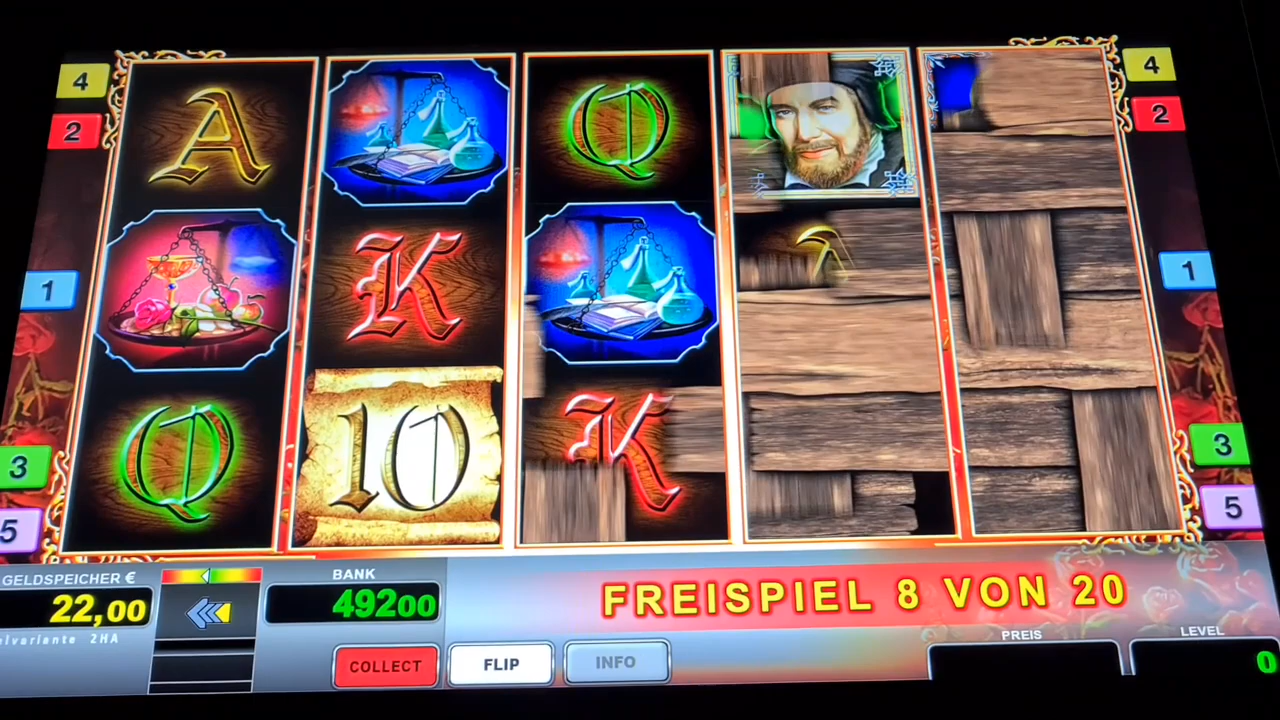 4
4
2
2
A
Q
1
1
K
3
3
Q
10
K
5
5
GELDSPEICHER €
BANK
22,00
49200
FREISPIEL 8 VON 20
2HA
PREIS
LEVEL
COLLECT
FLIP
INFO
0